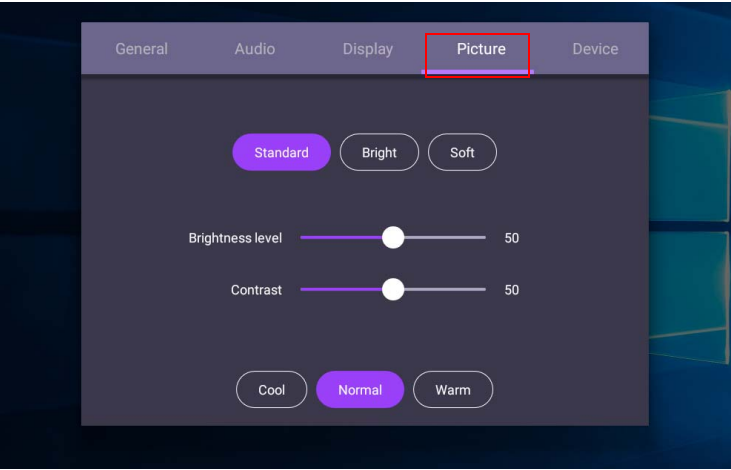 General Audio Display Picture Device
Standard Bright Soft
Brightness level 50
Contrast 50
Cool Normal Warm